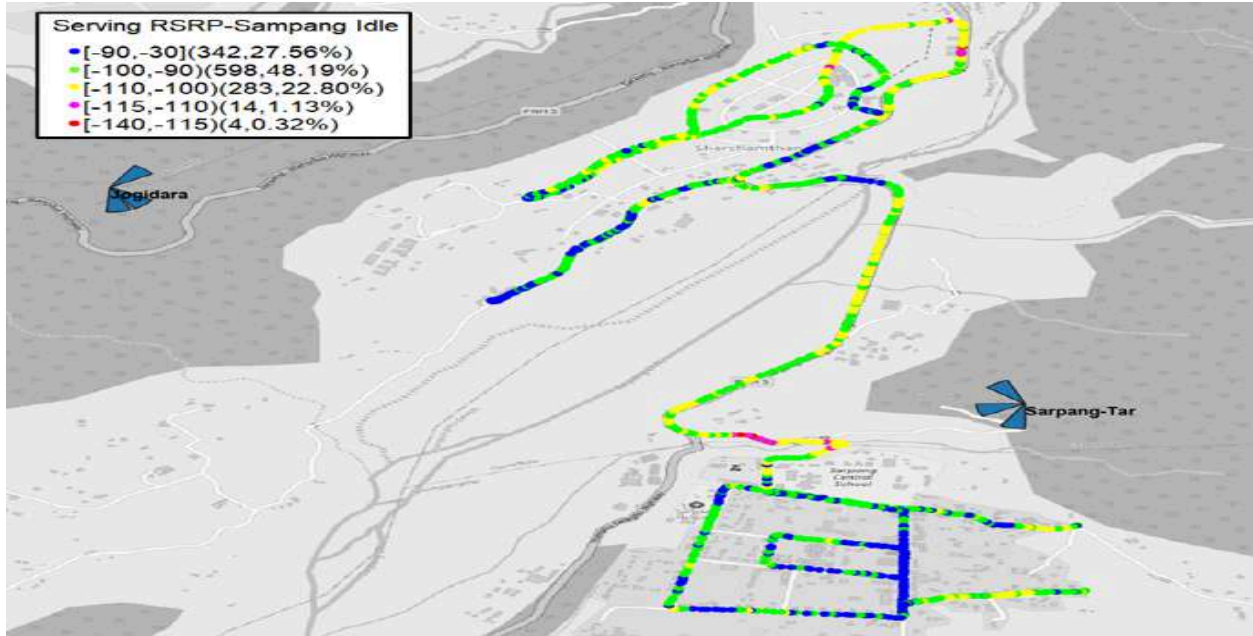 Serving RSRP-Sampang Idle
[-90,-30](342,27.56%)
[-100,-90)(598,48.19%)
[-110,-100)(283,22.80%)
[-115,-110)(14,1.13%)
[-140,-115)(4,0.32%)
Jogidara
Sarpang-Tar
Sarpang
Central
School